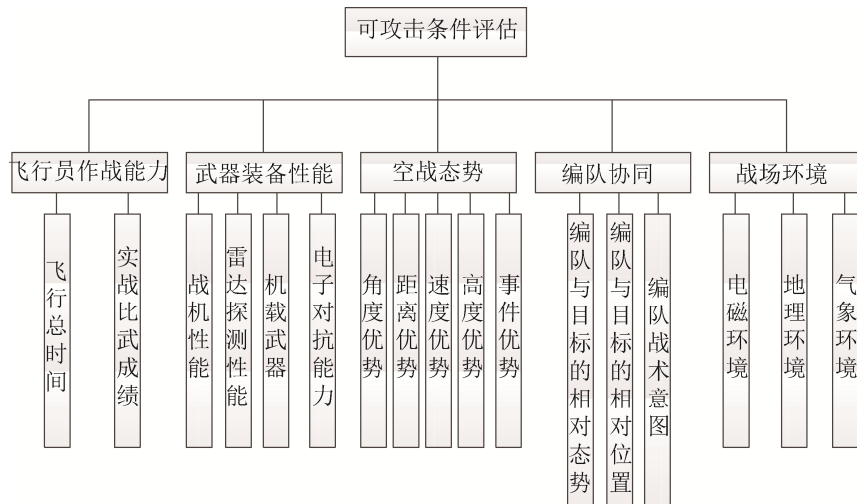 可攻击条件评估
飞行员作战能力
武器装备性能
空战态势
编队协同
战场环境
飞行总时间
实战比武成绩
战机性能
雷达探测性能
机载武器
电子对抗能力
角度优势
距离优势
速度优势
高度优势
事件优势
编队与目标的相对态势
编队与目标的相对位置
编队战术意图
电磁环境
地理环境
气象环境